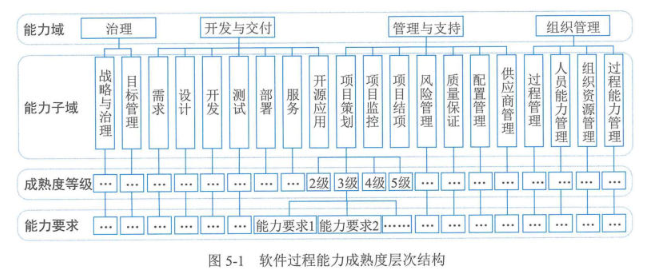 能力域 治理 开发与交付 管理与支持 组织管理
能力子域 战略与治理 目标管理 需求 设计 开发 测试 部署 服务 开源应用 项目策划 项目监控 项目结项 风险管理 质量保证 配置管理 供应商管理 过程管理 人员能力管理 组织资源管理 过程能力管理
成熟度等级 … … … … … … … … 2级 3级 4级 5级 … … … … … … … …
能力要求 … … … … … … 能力要求1 能力要求2 …… … … … … … … … …
图 5-1 软件过程能力成熟度层次结构